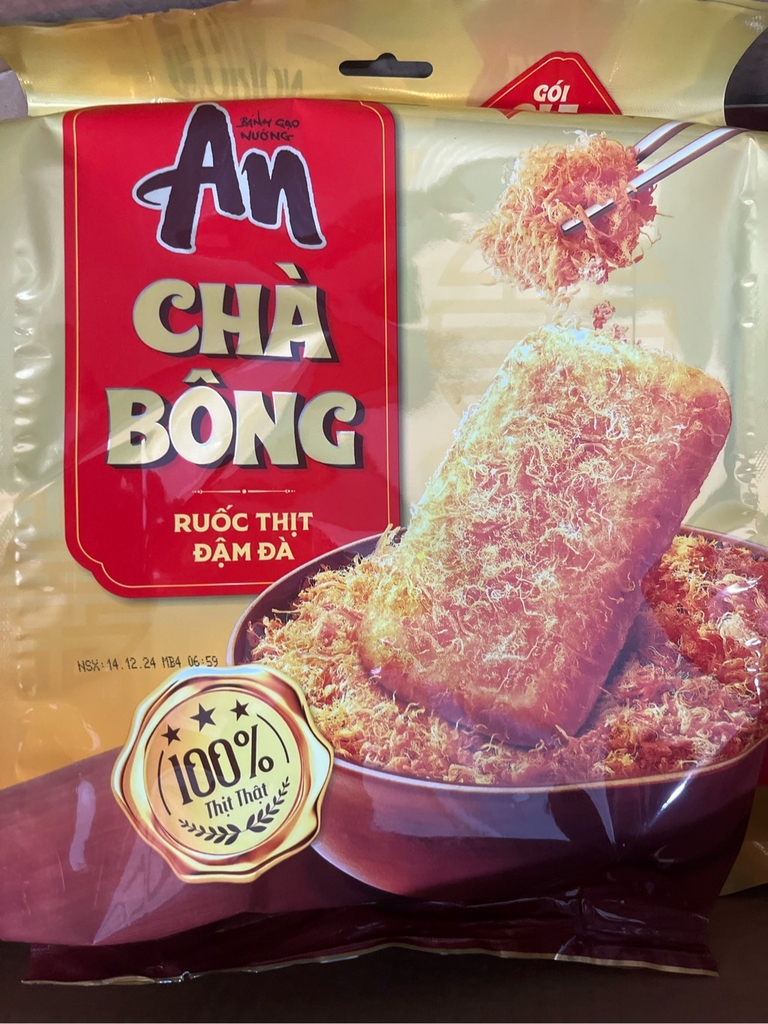 GÓI
BÁNH GẠO
NƯỚNG
An
CHÀ
BÔNG
RUỐC THỊT
ĐẬM ĐÀ
NSX:14.12.24 MB4 06:59
100%
Thịt Thật